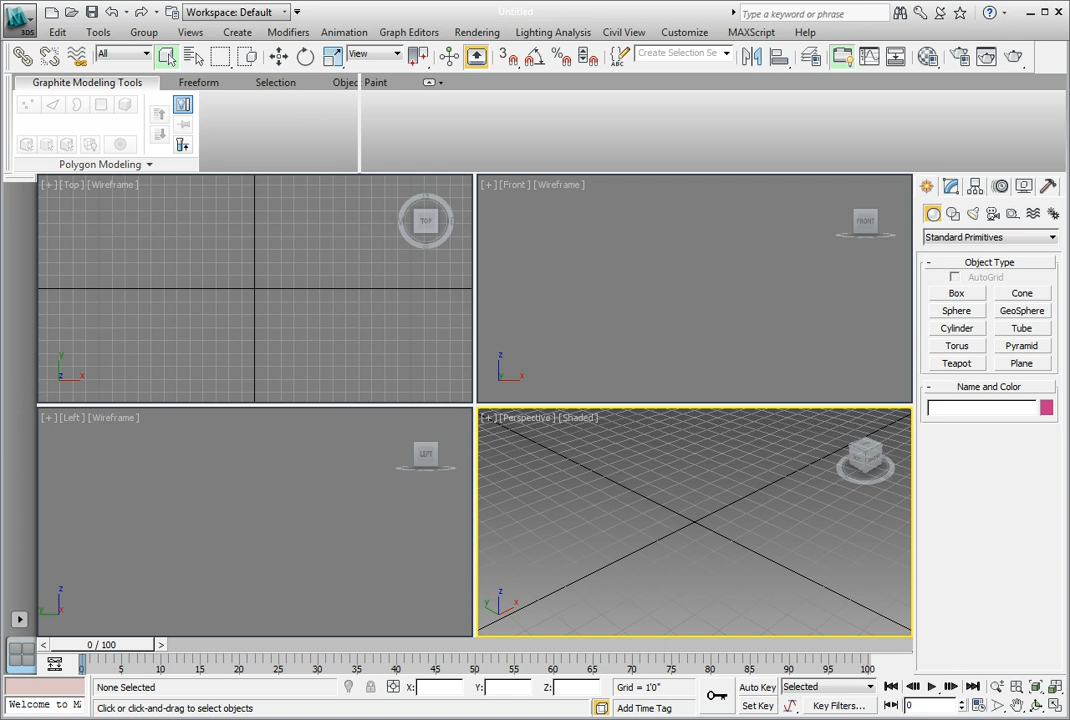 Untitled
Workspace: Default
Type a keyword or phrase
3DS
Edit Tools Group Views Create Modifiers Animation Graph Editors Rendering Lighting Analysis Civil View Customize MAXScript Help
All
View
3
Create Selection Se
Graphite Modeling Tools Freeform Selection Objec Paint
Polygon Modeling
[+][Top][Wireframe]
TOP
y
z x
[+][Front][Wireframe]
FRONT
z
y x
[+][Left][Wireframe]
LEFT
z
y x
[+][Perspective][Shaded]
z
y x
Standard Primitives
- Object Type
AutoGrid
Box Cone
Sphere GeoSphere
Cylinder Tube
Torus Pyramid
Teapot Plane
- Name and Color
< 0 / 100 >
0 5 10 15 20 25 30 35 40 45 50 55 60 65 70 75 80 85 90 95 100
None Selected X: Y: Z: Grid = 1'0" Auto Key Selected
Welcome to M
Click or click-and-drag to select objects Add Time Tag Set Key Key Filters... 0